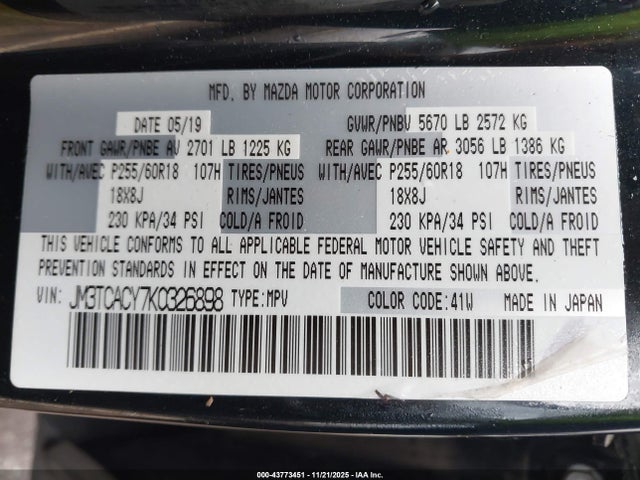 MFD. BY MAZDA MOTOR CORPORATION
DATE 05/19 GVWR/PNBV 5670 LB 2572 KG
FRONT GAWR/PNBE AV 2701 LB 1225 KG REAR GAWR/PNBE AR 3056 LB 1386 KG
WITH/AVEC P255/60R18 107H TIRES/PNEUS WITH/AVEC P255/60R18 107H TIRES/PNEUS
18X8J RIMS/JANTES 18X8J RIMS/JANTES
230 KPA/34 PSI COLD/A FROID 230 KPA/34 PSI COLD/A FROID
THIS VEHICLE CONFORMS TO ALL APPLICABLE FEDERAL MOTOR VEHICLE SAFETY AND THEFT
PREVENTION STANDARDS IN EFFECT ON THE DATE OF MANUFACTURE SHOWN ABOVE.
VIN: JM3TCACY7K0326898 TYPE:MPV COLOR CODE:41W MADE IN JAPAN
000-43773451 - 11/21/2025 - IAA Inc.